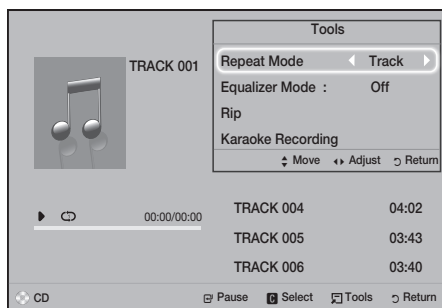 Tools
TRACK 001
Repeat Mode Track
Equalizer Mode : Off
Rip
Karaoke Recording
Move Adjust Return
00:00/00:00
TRACK 004 04:02
TRACK 005 03:43
TRACK 006 03:40
CD Pause C Select Tools Return